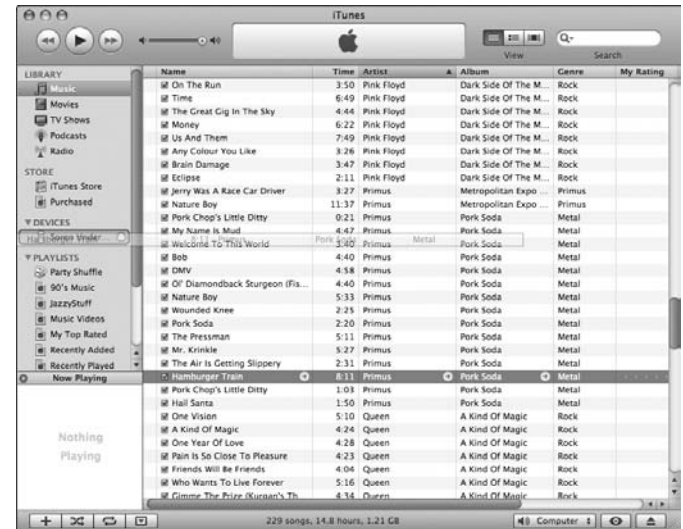 iTunes
View
Search
LIBRARY
Music
Movies
TV Shows
Podcasts
Radio
STORE
iTunes Store
Purchased
DEVICES
PLAYLISTS
Party Shuffle
90's Music
JazzyStuff
Music Videos
My Top Rated
Recently Added
Recently Played
Now Playing
Nothing
Playing
Name Time Artist Album Genre My Rating
On The Run 3:50 Pink Floyd Dark Side Of The M... Rock
Time 6:49 Pink Floyd Dark Side Of The M... Rock
The Great Gig In The Sky 4:44 Pink Floyd Dark Side Of The M... Rock
Money 6:22 Pink Floyd Dark Side Of The M... Rock
Us And Them 7:49 Pink Floyd Dark Side Of The M... Rock
Any Colour You Like 3:26 Pink Floyd Dark Side Of The M... Rock
Brain Damage 3:47 Pink Floyd Dark Side Of The M... Rock
Eclipse 2:11 Pink Floyd Dark Side Of The M... Rock
Jerry Was A Race Car Driver 3:27 Primus Metropolitan Expo ... Primus
Nature Boy 11:37 Primus Metropolitan Expo ... Primus
Pork Chop's Little Ditty 0:21 Primus Pork Soda Metal
My Name Is Mud 4:47 Primus Pork Soda Metal
Welcome To This World 3:40 Primus Pork Soda Metal
Bob 4:40 Primus Pork Soda Metal
DMV 4:58 Primus Pork Soda Metal
Ol' Diamondback Sturgeon (Fis... 4:40 Primus Pork Soda Metal
Nature Boy 5:33 Primus Pork Soda Metal
Wounded Knee 2:25 Primus Pork Soda Metal
Pork Soda 2:20 Primus Pork Soda Metal
The Pressman 5:11 Primus Pork Soda Metal
Mr. Krinkle 5:27 Primus Pork Soda Metal
The Air Is Getting Slippery 2:31 Primus Pork Soda Metal
Hamburger Train 8:11 Primus Pork Soda Metal
Pork Chop's Little Ditty 1:03 Primus Pork Soda Metal
Hail Santa 1:50 Primus Pork Soda Metal
One Vision 5:10 Queen A Kind Of Magic Rock
A Kind Of Magic 4:24 Queen A Kind Of Magic Rock
One Year Of Love 4:28 Queen A Kind Of Magic Rock
Pain Is So Close To Pleasure 4:23 Queen A Kind Of Magic Rock
Friends Will Be Friends 4:04 Queen A Kind Of Magic Rock
Who Wants To Live Forever 5:16 Queen A Kind Of Magic Rock
Gimme The Prize (Kurgan's Th 4:34 Queen A Kind Of Magic Rock
229 songs, 14.8 hours, 1.21 GB
Computer